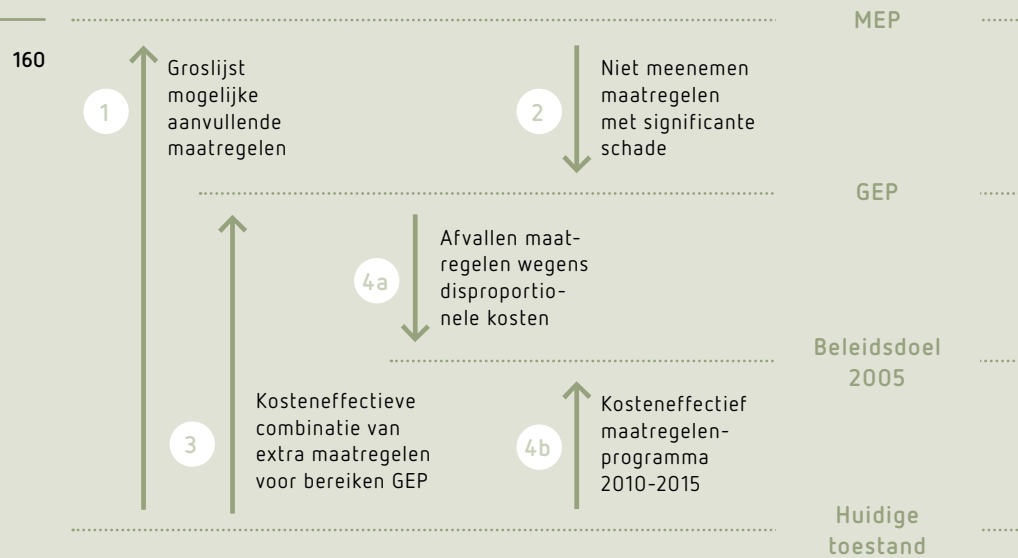 MEP
160
1
Groslijst
mogelijke
aanvullende
maatregelen
2
Niet meenemen
maatregelen
met significante
schade
GEP
4a
Afvallen maat-
regelen wegens
disproportio-
nele kosten
Beleidsdoel
2005
3
Kosteneffectieve
combinatie van
extra maatregelen
voor bereiken GEP
4b
Kosteneffectief
maatregelen-
programma
2010-2015
Huidige
toestand